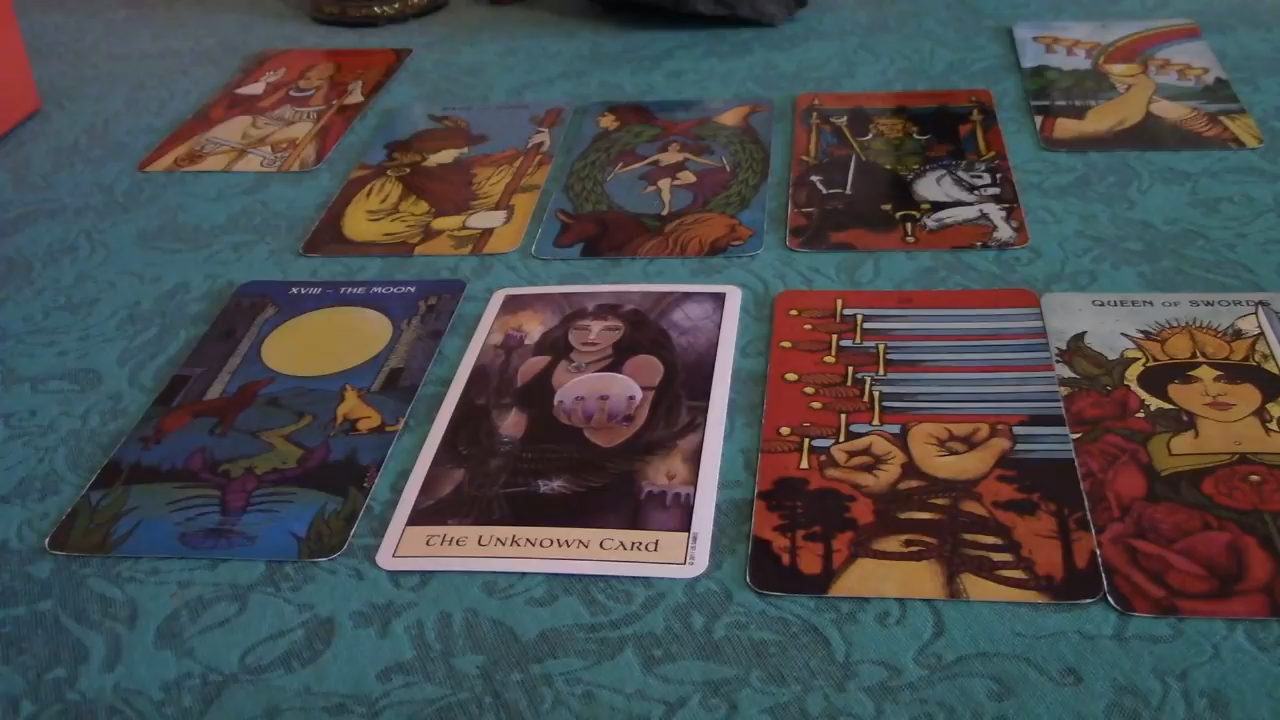 XVIII - THE MOON
THE UNKNOWN CARD
QUEEN OF SWORDS